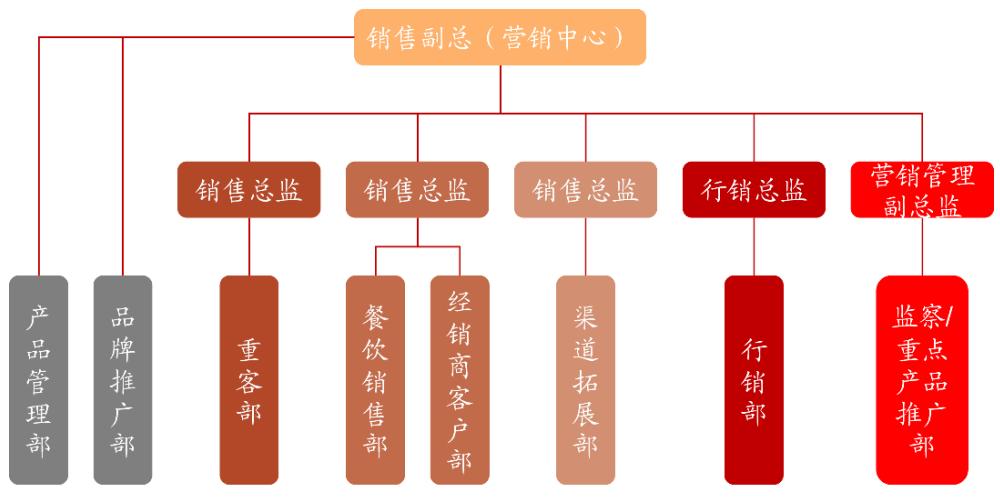 销售副总（营销中心）
销售总监
销售总监
销售总监
行销总监
营销管理
副总监
产品管理部
品牌推广部
重客部
餐饮销售部
经销商客户部
渠道拓展部
行销部
监察/
重点
产品
推广
部